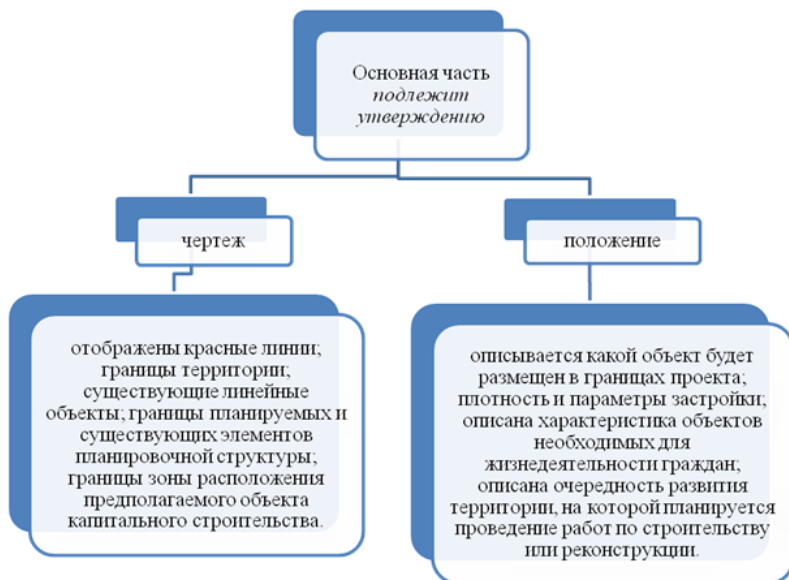 Основная часть
подлежит
утверждению
чертеж
положение
отображены красные линии;
границы территории;
существующие линейные
объекты; границы планируемых и
существующих элементов
планировочной структуры;
границы зоны расположения
предполагаемого объекта
капитального строительства.
описывается какой объект будет
размещен в границах проекта;
плотность и параметры застройки;
описана характеристика объектов
необходимых для
жизнедеятельности граждан;
описана очередность развития
территории, на которой планируется
проведение работ по строительству
или реконструкции.